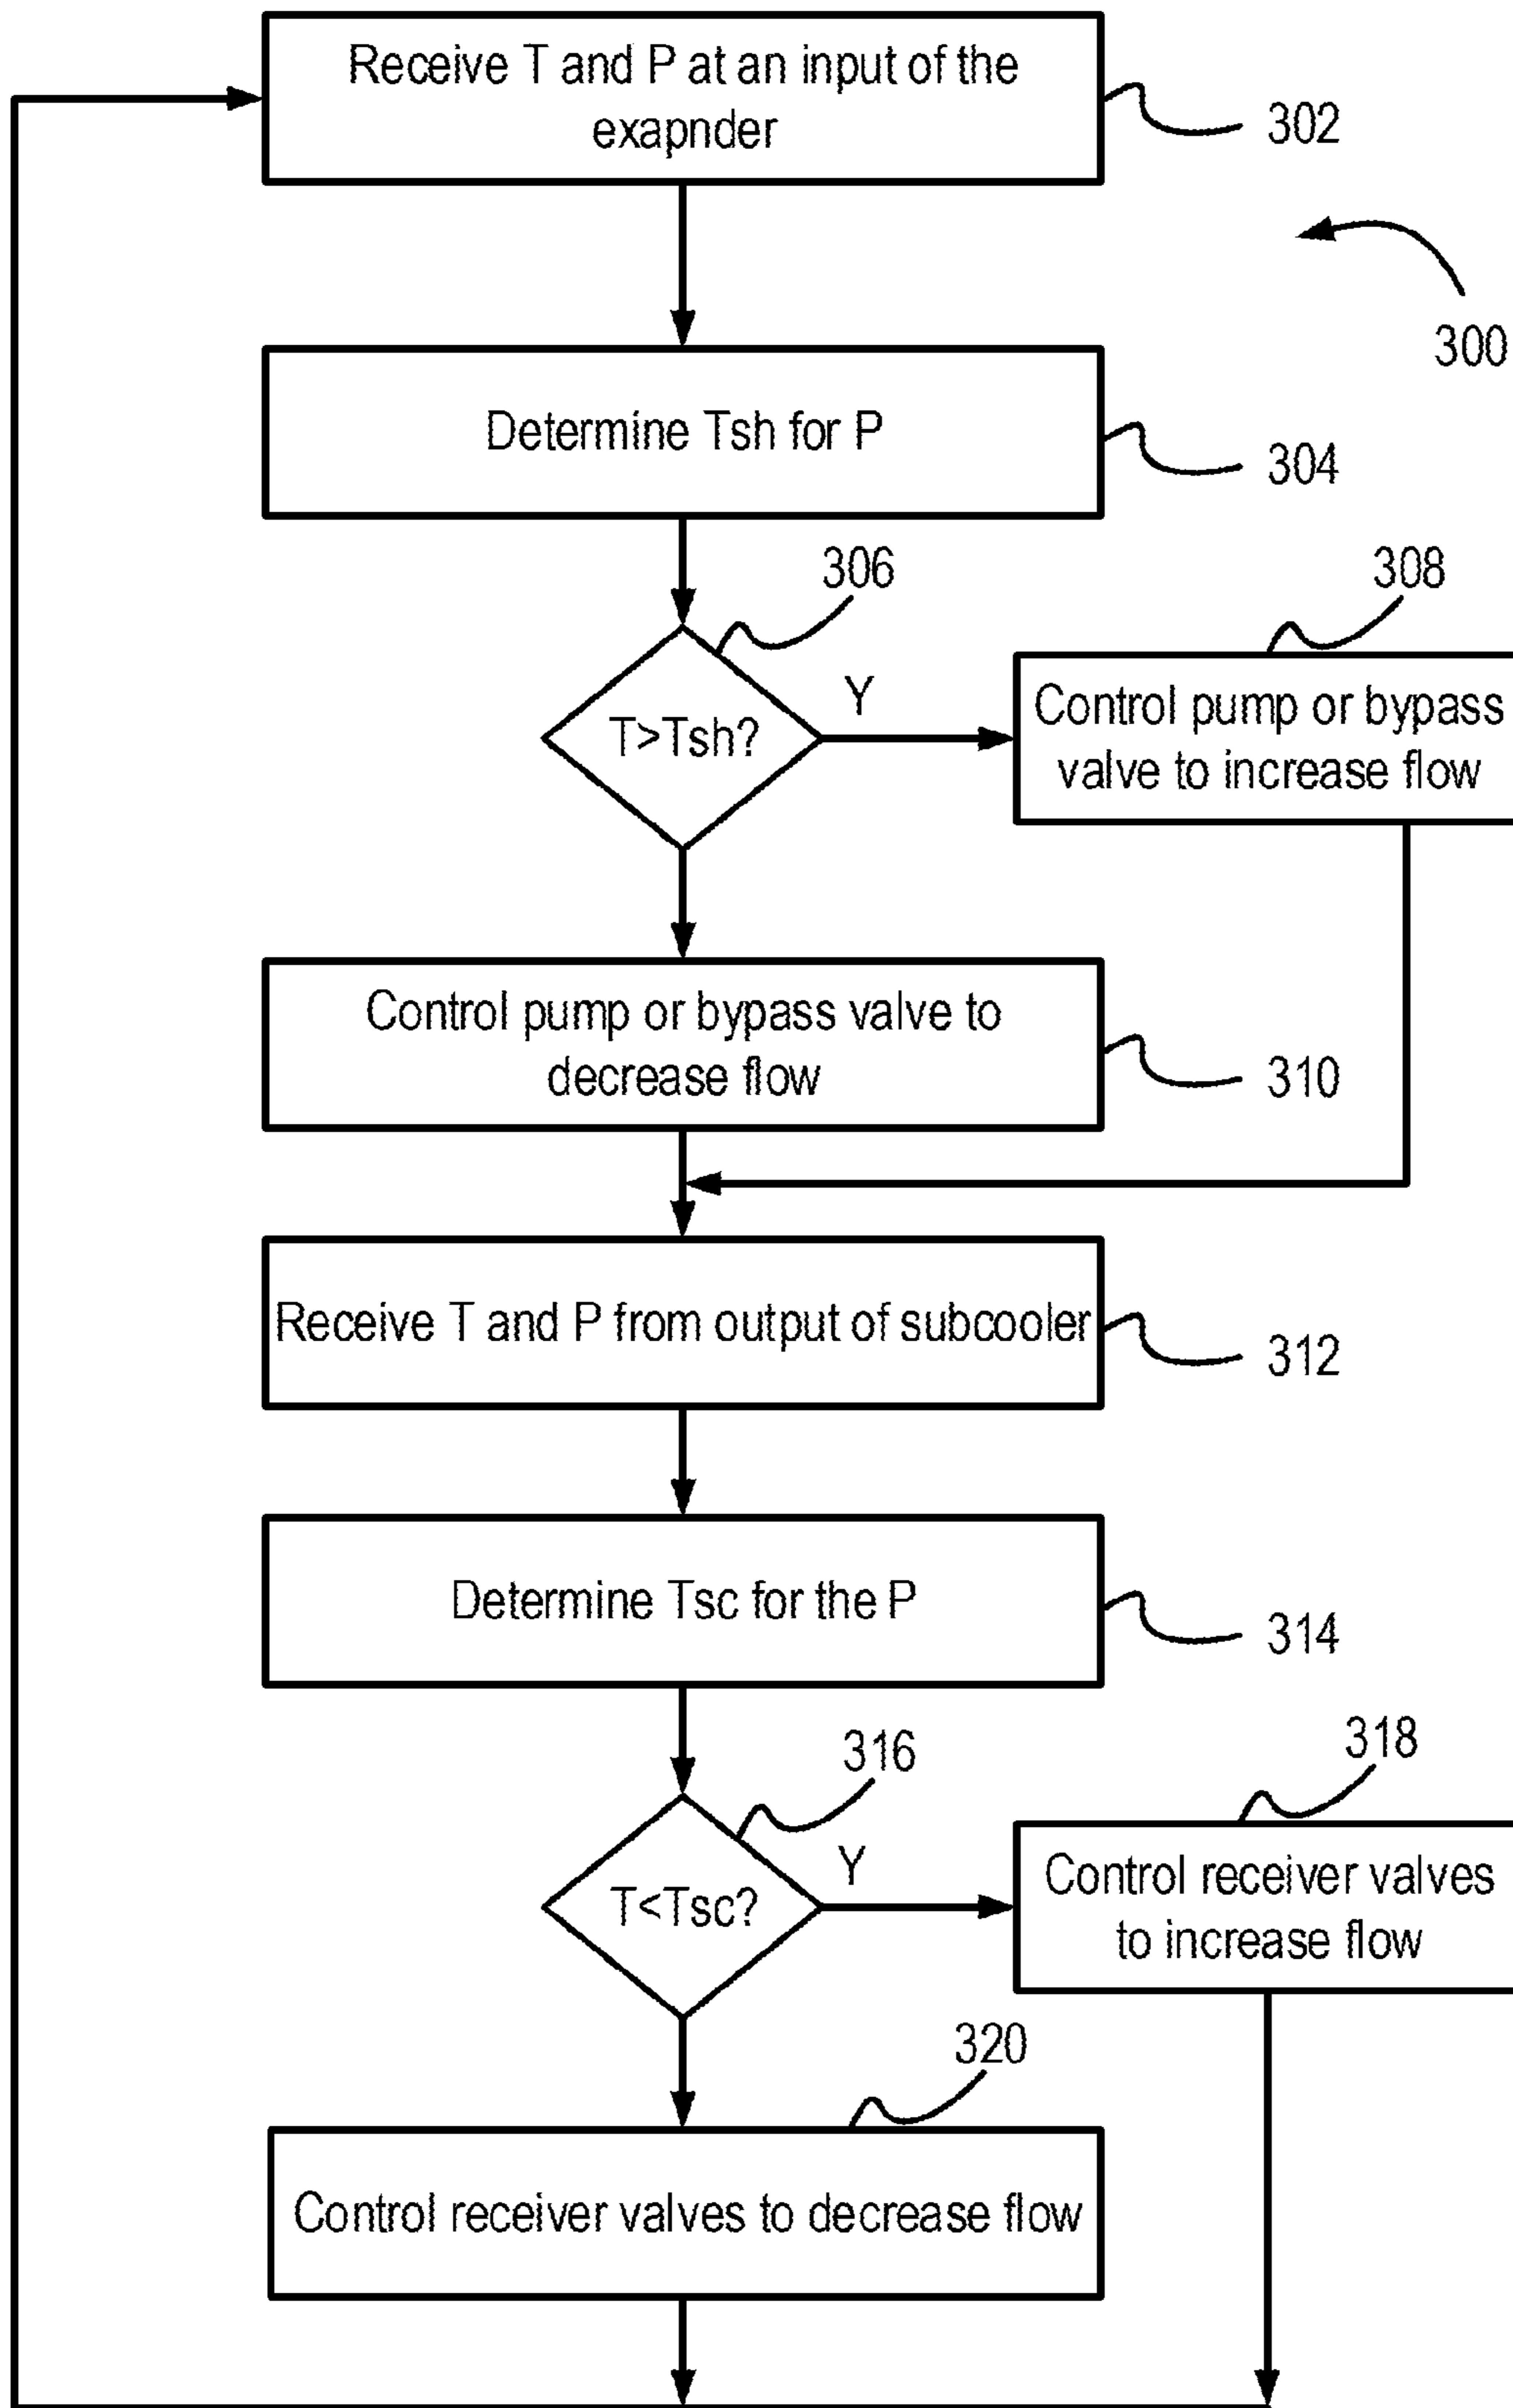 Receive T and P at an input of the
exapnder
302
300
Determine Tsh for P
304
306
308
T>Tsh?
Y
Control pump or bypass
valve to increase flow
Control pump or bypass valve to
decrease flow
310
Receive T and P from output of subcooler
312
Determine Tsc for the P
314
316
318
T<Tsc?
Y
Control receiver valves
to increase flow
320
Control receiver valves to decrease flow